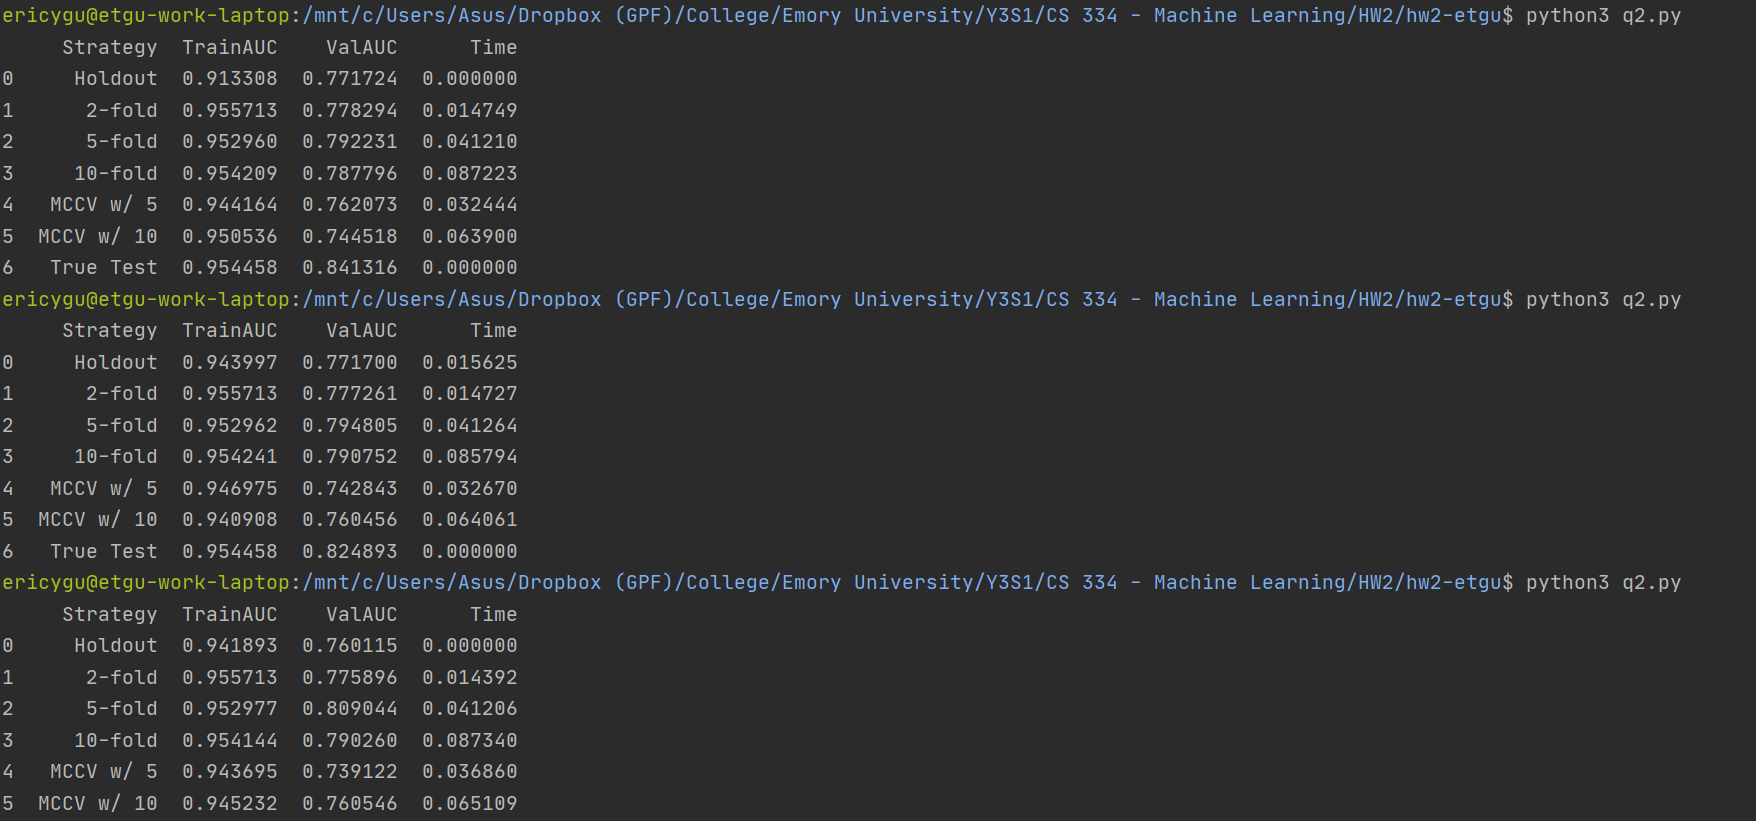 ericygu@etgu-work-laptop:/mnt/c/Users/Asus/Dropbox (GPF)/College/Emory University/Y3S1/CS 334 - Machine Learning/HW2/hw2-etgu$ python3 q2.py
Strategy TrainAUC ValAUC Time
0 Holdout 0.913308 0.771724 0.000000
1 2-fold 0.955713 0.778294 0.014749
2 5-fold 0.952960 0.792231 0.041210
3 10-fold 0.954209 0.787796 0.087223
4 MCCV w/ 5 0.944164 0.762073 0.032444
5 MCCV w/ 10 0.950536 0.744518 0.063900
6 True Test 0.954458 0.841316 0.000000
ericygu@etgu-work-laptop:/mnt/c/Users/Asus/Dropbox (GPF)/College/Emory University/Y3S1/CS 334 - Machine Learning/HW2/hw2-etgu$ python3 q2.py
Strategy TrainAUC ValAUC Time
0 Holdout 0.943997 0.771700 0.015625
1 2-fold 0.955713 0.777261 0.014727
2 5-fold 0.952962 0.794805 0.041264
3 10-fold 0.954241 0.790752 0.085794
4 MCCV w/ 5 0.946975 0.742843 0.032670
5 MCCV w/ 10 0.940908 0.760456 0.064061
6 True Test 0.954458 0.824893 0.000000
ericygu@etgu-work-laptop:/mnt/c/Users/Asus/Dropbox (GPF)/College/Emory University/Y3S1/CS 334 - Machine Learning/HW2/hw2-etgu$ python3 q2.py
Strategy TrainAUC ValAUC Time
0 Holdout 0.941893 0.760115 0.000000
1 2-fold 0.955713 0.775896 0.014392
2 5-fold 0.952977 0.809044 0.041206
3 10-fold 0.954144 0.790260 0.087340
4 MCCV w/ 5 0.943695 0.739122 0.036860
5 MCCV w/ 10 0.945232 0.760546 0.065109